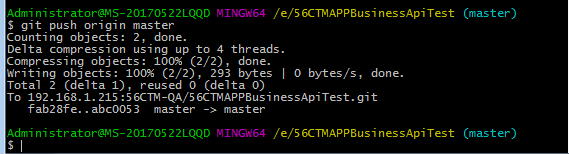 Administrator@MS-20170522LQQD MINGW64 /e/56CTMAPPBusinessApiTest (master)
$ git push origin master
Counting objects: 2, done.
Delta compression using up to 4 threads.
Compressing objects: 100% (2/2), done.
Writing objects: 100% (2/2), 293 bytes | 0 bytes/s, done.
Total 2 (delta 1), reused 0 (delta 0)
To 192.168.1.215:56CTM-QA/56CTMAPPBusinessApiTest.git
   fab28fe..abc0053  master -> master
Administrator@MS-20170522LQQD MINGW64 /e/56CTMAPPBusinessApiTest (master)
$